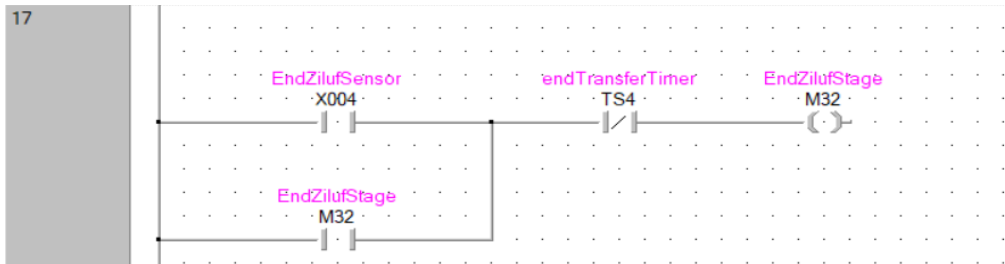 17
EndZilufSensor
X004
endTransferTimer
TS4
EndZilufStage
M32
EndZilufStage
M32